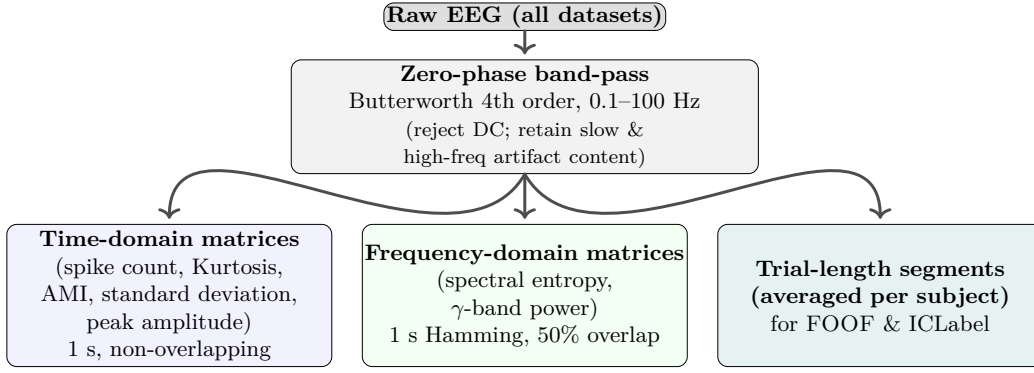 Raw EEG (all datasets)
Zero-phase band-pass
Butterworth 4th order, 0.1–100 Hz
(reject DC; retain slow &
high-freq artifact content)
Time-domain matrices
(spike count, Kurtosis,
AMI, standard deviation,
peak amplitude)
1 s, non-overlapping
Frequency-domain matrices
(spectral entropy,
γ-band power)
1 s Hamming, 50% overlap
Trial-length segments
(averaged per subject)
for FOOF & ICLabel